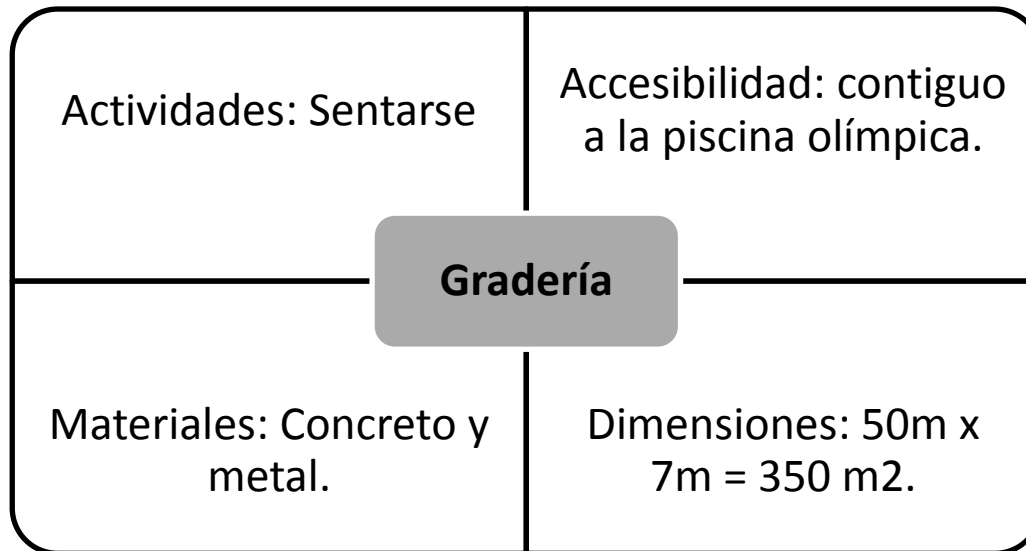 Actividades: Sentarse
Accesibilidad: contiguo
a la piscina olímpica.
Gradería
Materiales: Concreto y
metal.
Dimensiones: 50m x
7m = 350 m2.